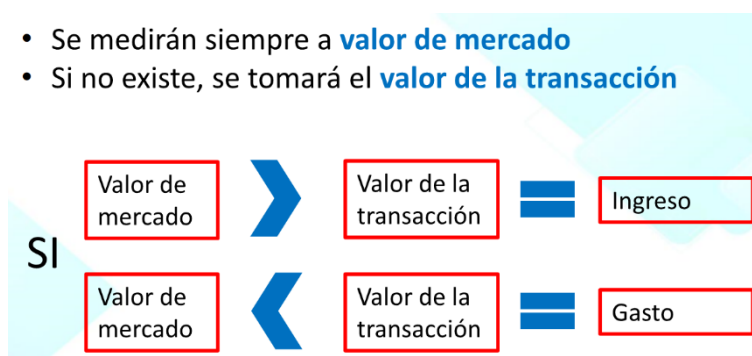 • Se medirán siempre a valor de mercado
• Si no existe, se tomará el valor de la transacción
Valor de
mercado
Valor de la
transacción
Ingreso
SI
Valor de
mercado
Valor de la
transacción
Gasto